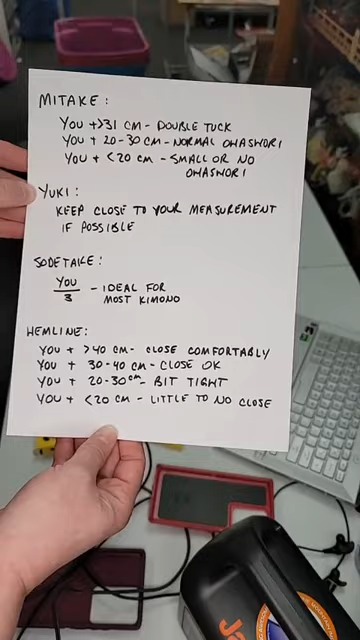 MITAKE:
YOU + >31 CM - DOUBLE TUCK
YOU + 20-30 CM - NORMAL OHASHORI
YOU + <20 CM - SMALL OR NO
OHASHORI
YUKI:
KEEP CLOSE TO YOUR MEASUREMENT
IF POSSIBLE
SODETAKE:
YOU
3
- IDEAL FOR
MOST KIMONO
HEMLINE:
YOU + >40 CM - CLOSE COMFORTABLY
YOU + 30-40 CM - CLOSE OK
YOU + 20-30 CM - BIT TIGHT
YOU + <20 CM - LITTLE TO NO CLOSE